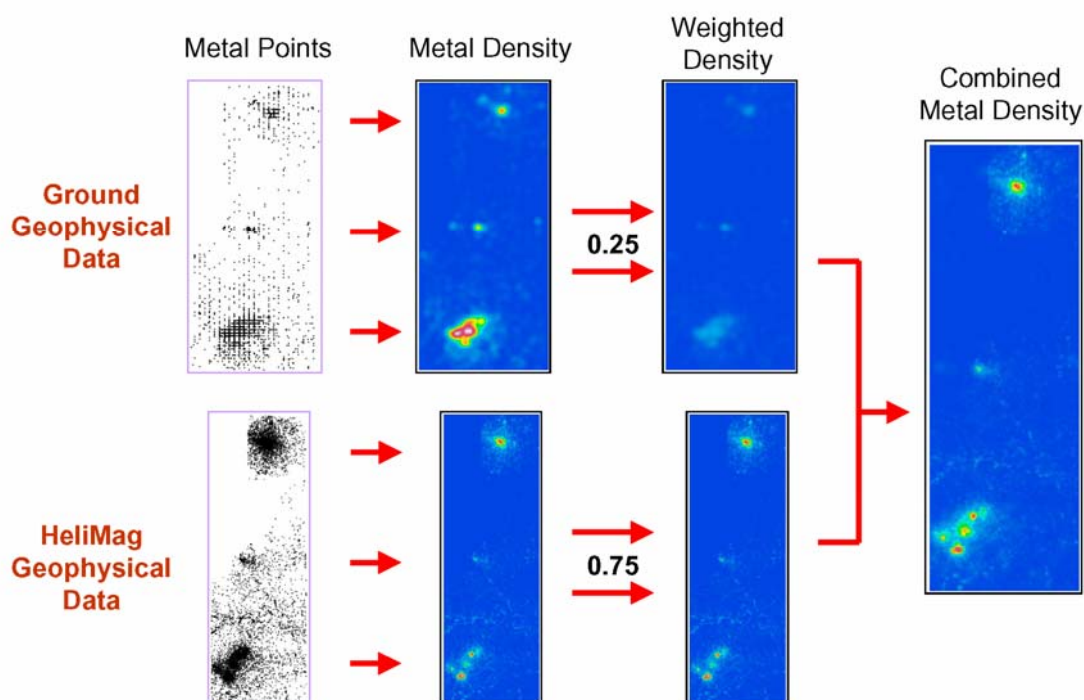 Metal Points
Metal Density
Weighted
Density
Combined
Metal Density
Ground
Geophysical
Data
0.25
HeliMag
Geophysical
Data
0.75